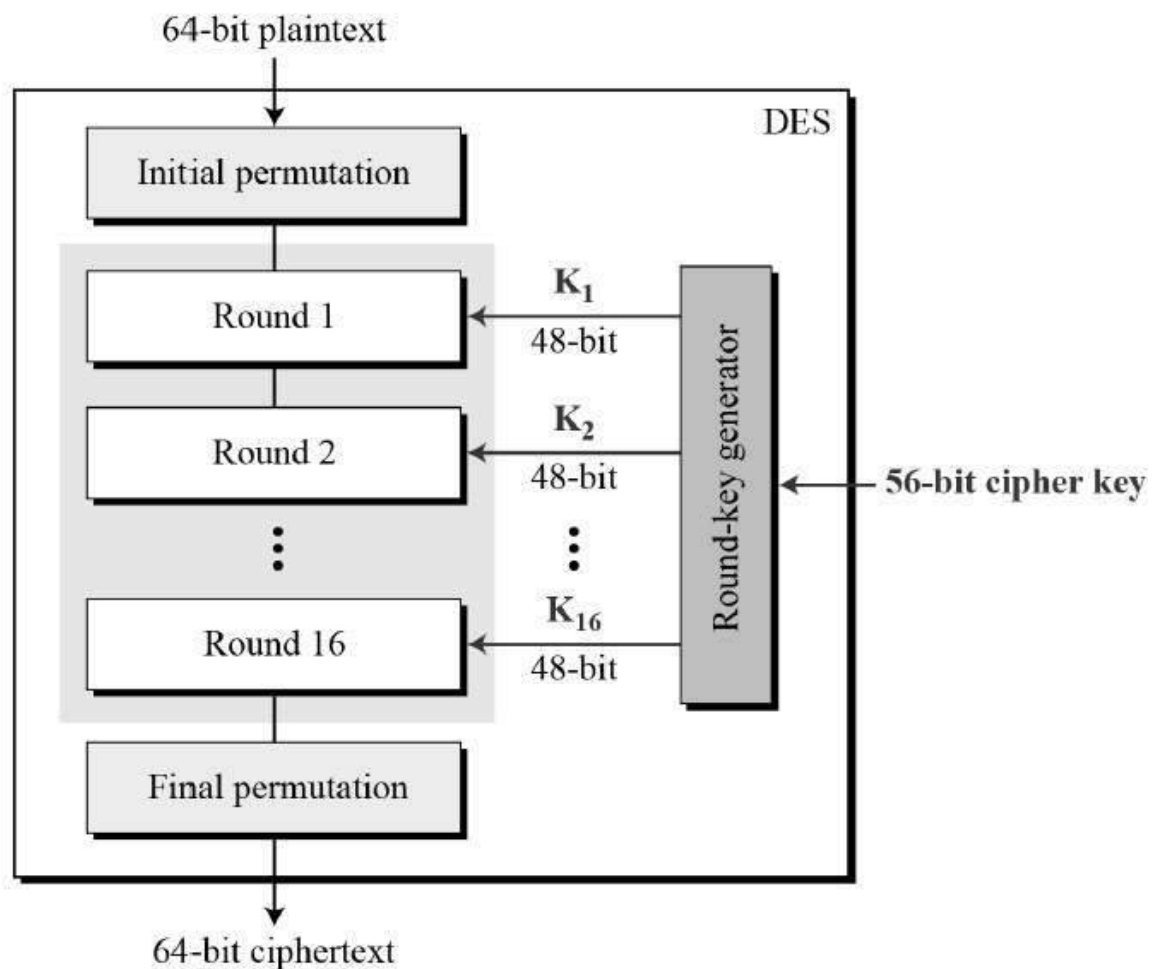 64-bit plaintext
DES
Initial permutation
Round 1
K1
48-bit
Round 2
K2
48-bit
Round-key generator
56-bit cipher key
Round 16
K16
48-bit
Final permutation
64-bit ciphertext